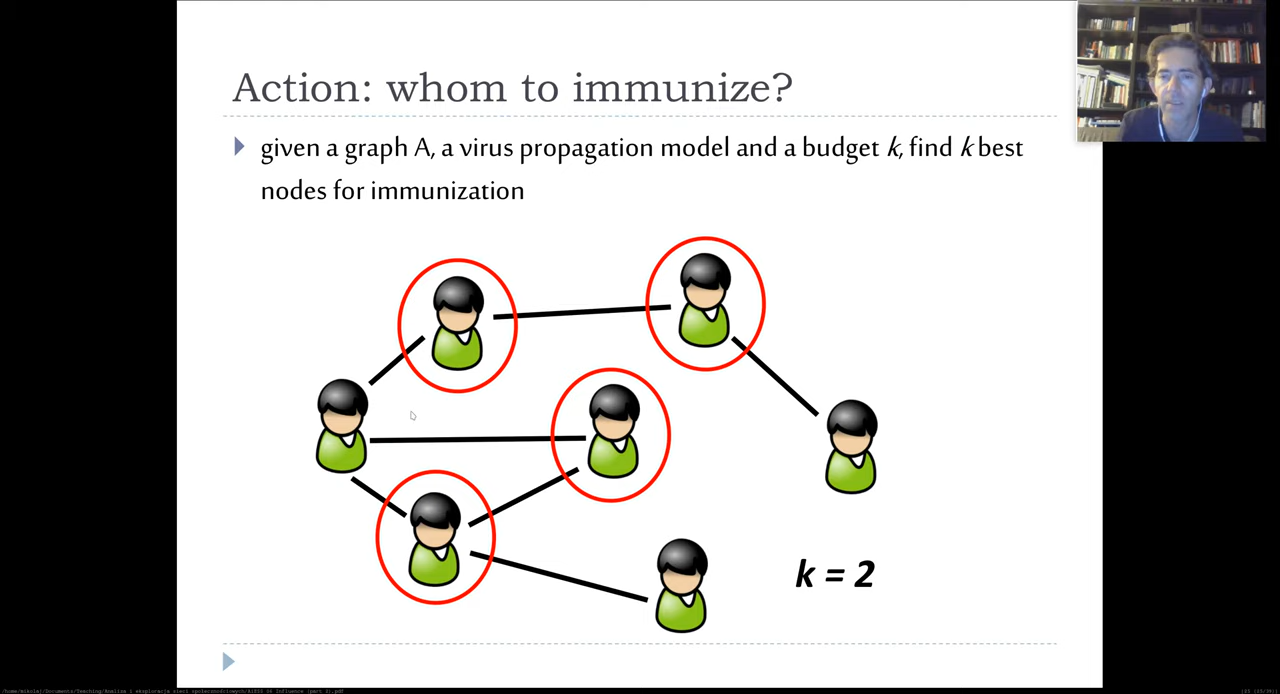 Action: whom to immunize?
given a graph A, a virus propagation model and a budget k, find k best
nodes for immunization
k = 2